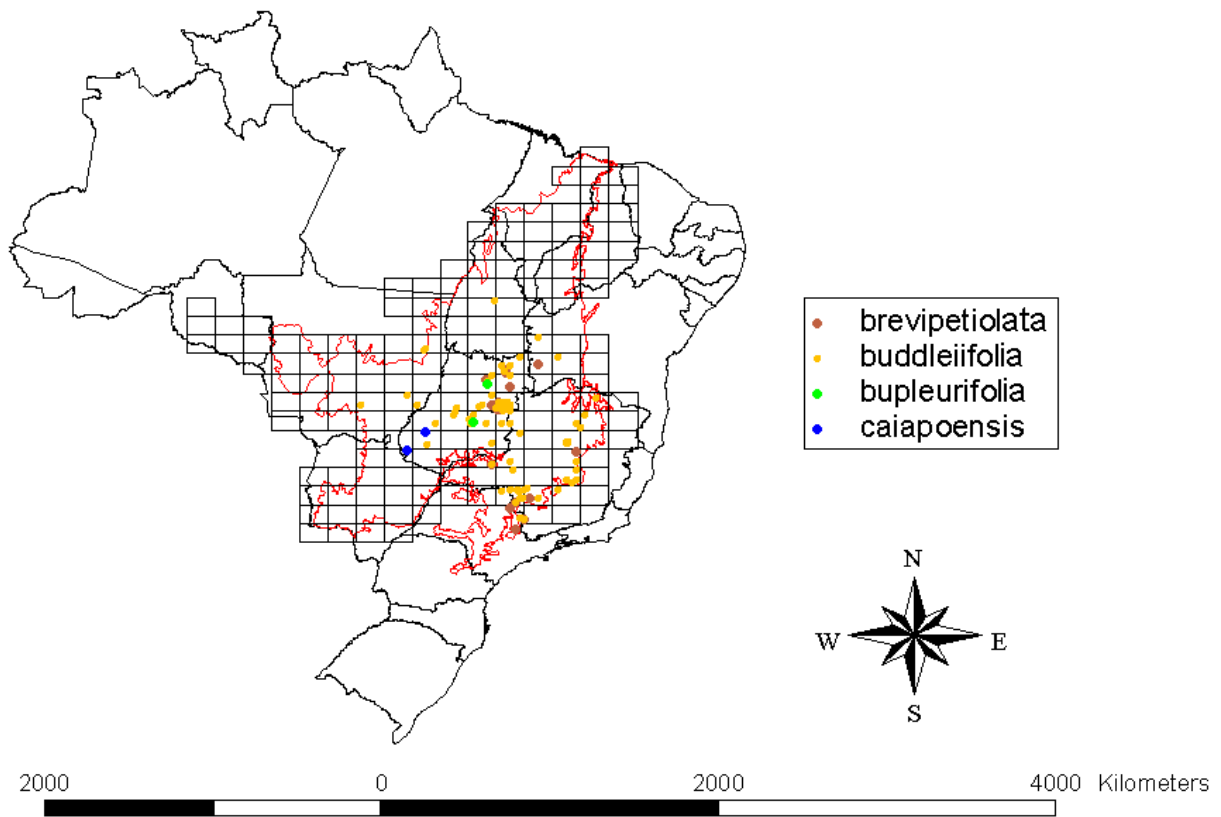 brevipetiolata
buddleiifolia
bupleurifolia
caiapoensis
N
W E
S
2000 0 2000 4000 Kilometers